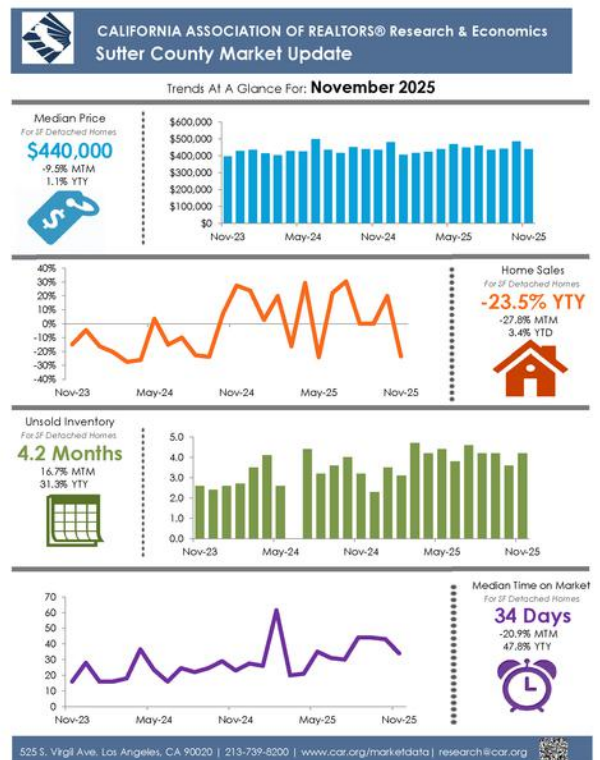 CALIFORNIA ASSOCIATION OF REALTORS® Research & Economics
Sutter County Market Update
Trends At A Glance For: November 2025
Median Price
For SF Detached Homes
$440,000
-9.5% MTM
1.1% YTY
$
$600,000
$500,000
$400,000
$300,000
$200,000
$100,000
$0
Nov-23 May-24 Nov-24 May-25 Nov-25
40%
30%
20%
10%
0%
-10%
-20%
-30%
-40%
Nov-23 May-24 Nov-24 May-25 Nov-25
Home Sales
For SF Detached Homes
-23.5% YTY
-27.8% MTM
3.4% YTD
Unsold Inventory
For SF Detached Homes
4.2 Months
16.7% MTM
31.3% YTY
5.0
4.0
3.0
2.0
1.0
0.0
Nov-23 May-24 Nov-24 May-25 Nov-25
70
60
50
40
30
20
10
0
Nov-23 May-24 Nov-24 May-25 Nov-25
Median Time on Market
For SF Detached Homes
34 Days
-20.9% MTM
47.8% YTY
525 S. Virgil Ave. Los Angeles, CA 90020 | 213-739-8200 | www.car.org/marketdata| research@car.org